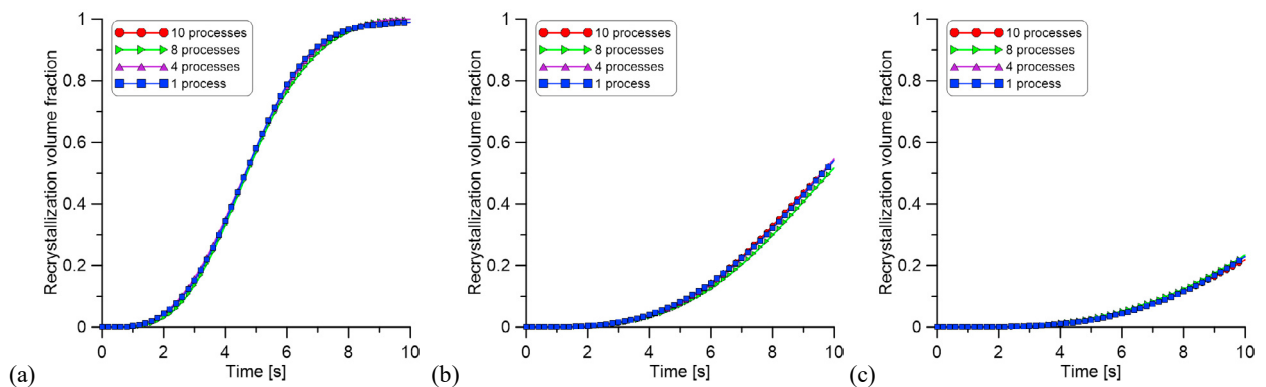 1
0.8
0.6
0.4
0.2
0
Recrystallization volume fraction
10 processes
8 processes
4 processes
1 process
0 2 4 6 8 10
Time [s]
(a)
1
0.8
0.6
0.4
0.2
0
Recrystallization volume fraction
10 processes
8 processes
4 processes
1 process
0 2 4 6 8 10
Time [s]
(b)
1
0.8
0.6
0.4
0.2
0
Recrystallization volume fraction
10 processes
8 processes
4 processes
1 process
0 2 4 6 8 10
Time [s]
(c)